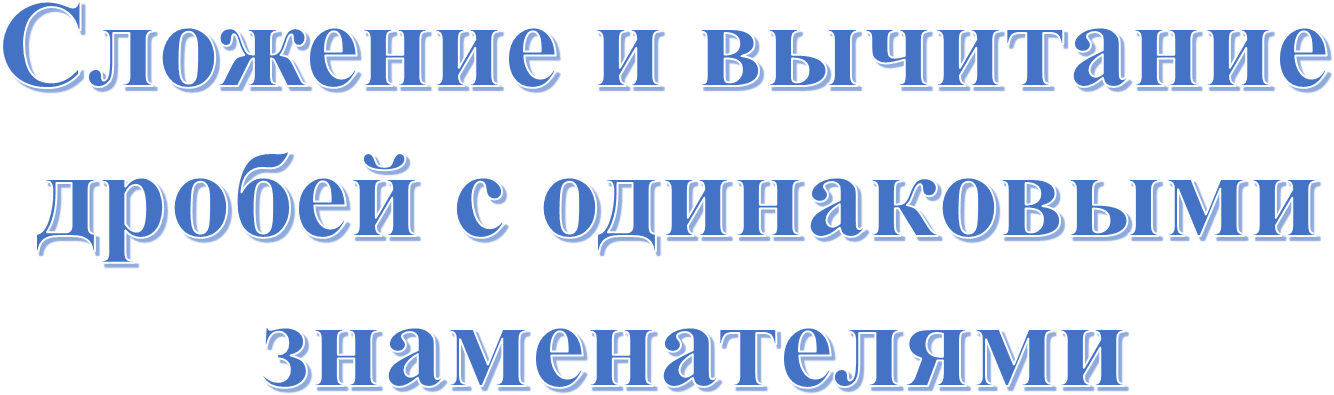 Сложение и вычитание
дробей с одинаковыми
знаменателями